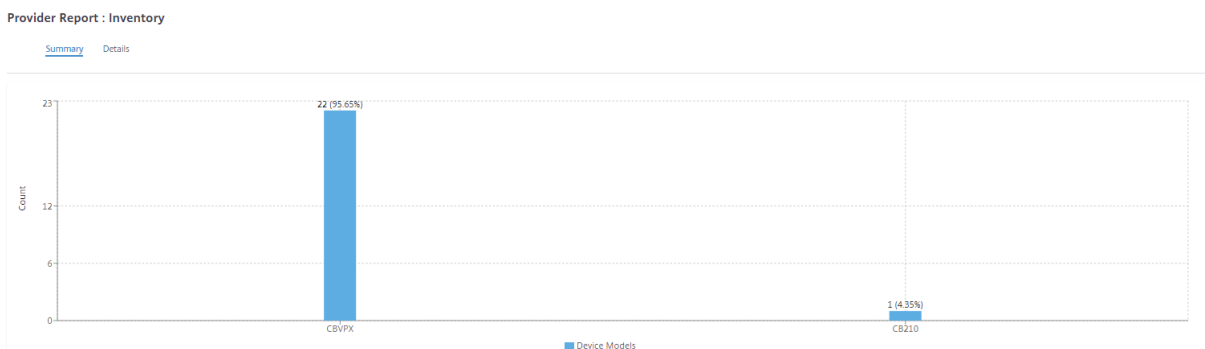 Provider Report : Inventory
Summary Details
23
22 (95.65%)
Count
12
6
1 (4.35%)
0
CBVPX CB210
Device Models